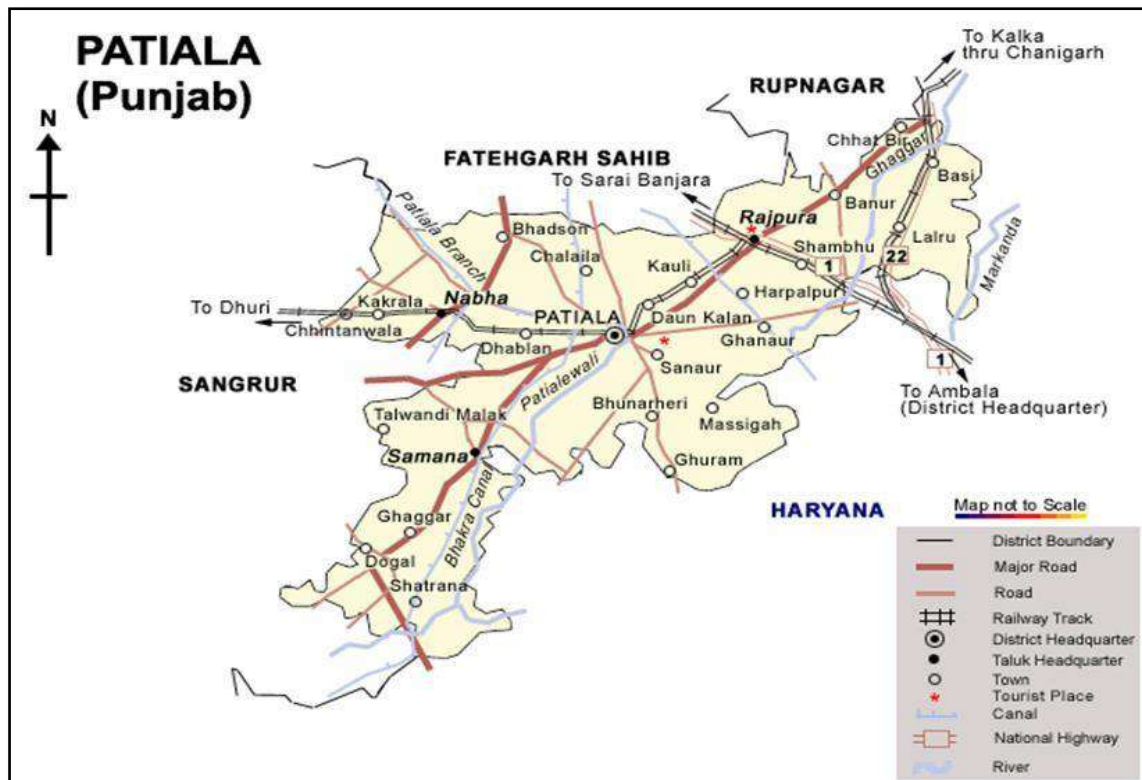 PATIALA
(Punjab)
N
To Kalka
thru Chanigarh
RUPNAGAR
Chhat Bir
Ghaggar
FATEHGARH SAHIB
To Sarai Banjara
Basi
Patiala Branch
Rajpura
Banur
Bhadson
Shambhu
Lalru
Markanda
Chalaila
Kauli
1
22
Nabha
Harpalpur
To Dhuri
Kakrala
PATIALA
Daun Kalan
Chhintanwala
Dhablan
Ghanaur
Sanaur
1
SANGRUR
Patialewali
To Ambala
(District Headquarter)
Talwandi Malak
Bhunarheri
Massigah
Samana
Ghuram
Bhakra Canal
HARYANA
Map not to Scale
Ghaggar
Dogal
Shatrana
District Boundary
Major Road
Road
Railway Track
District Headquarter
Taluk Headquarter
Town
Tourist Place
Canal
National Highway
River